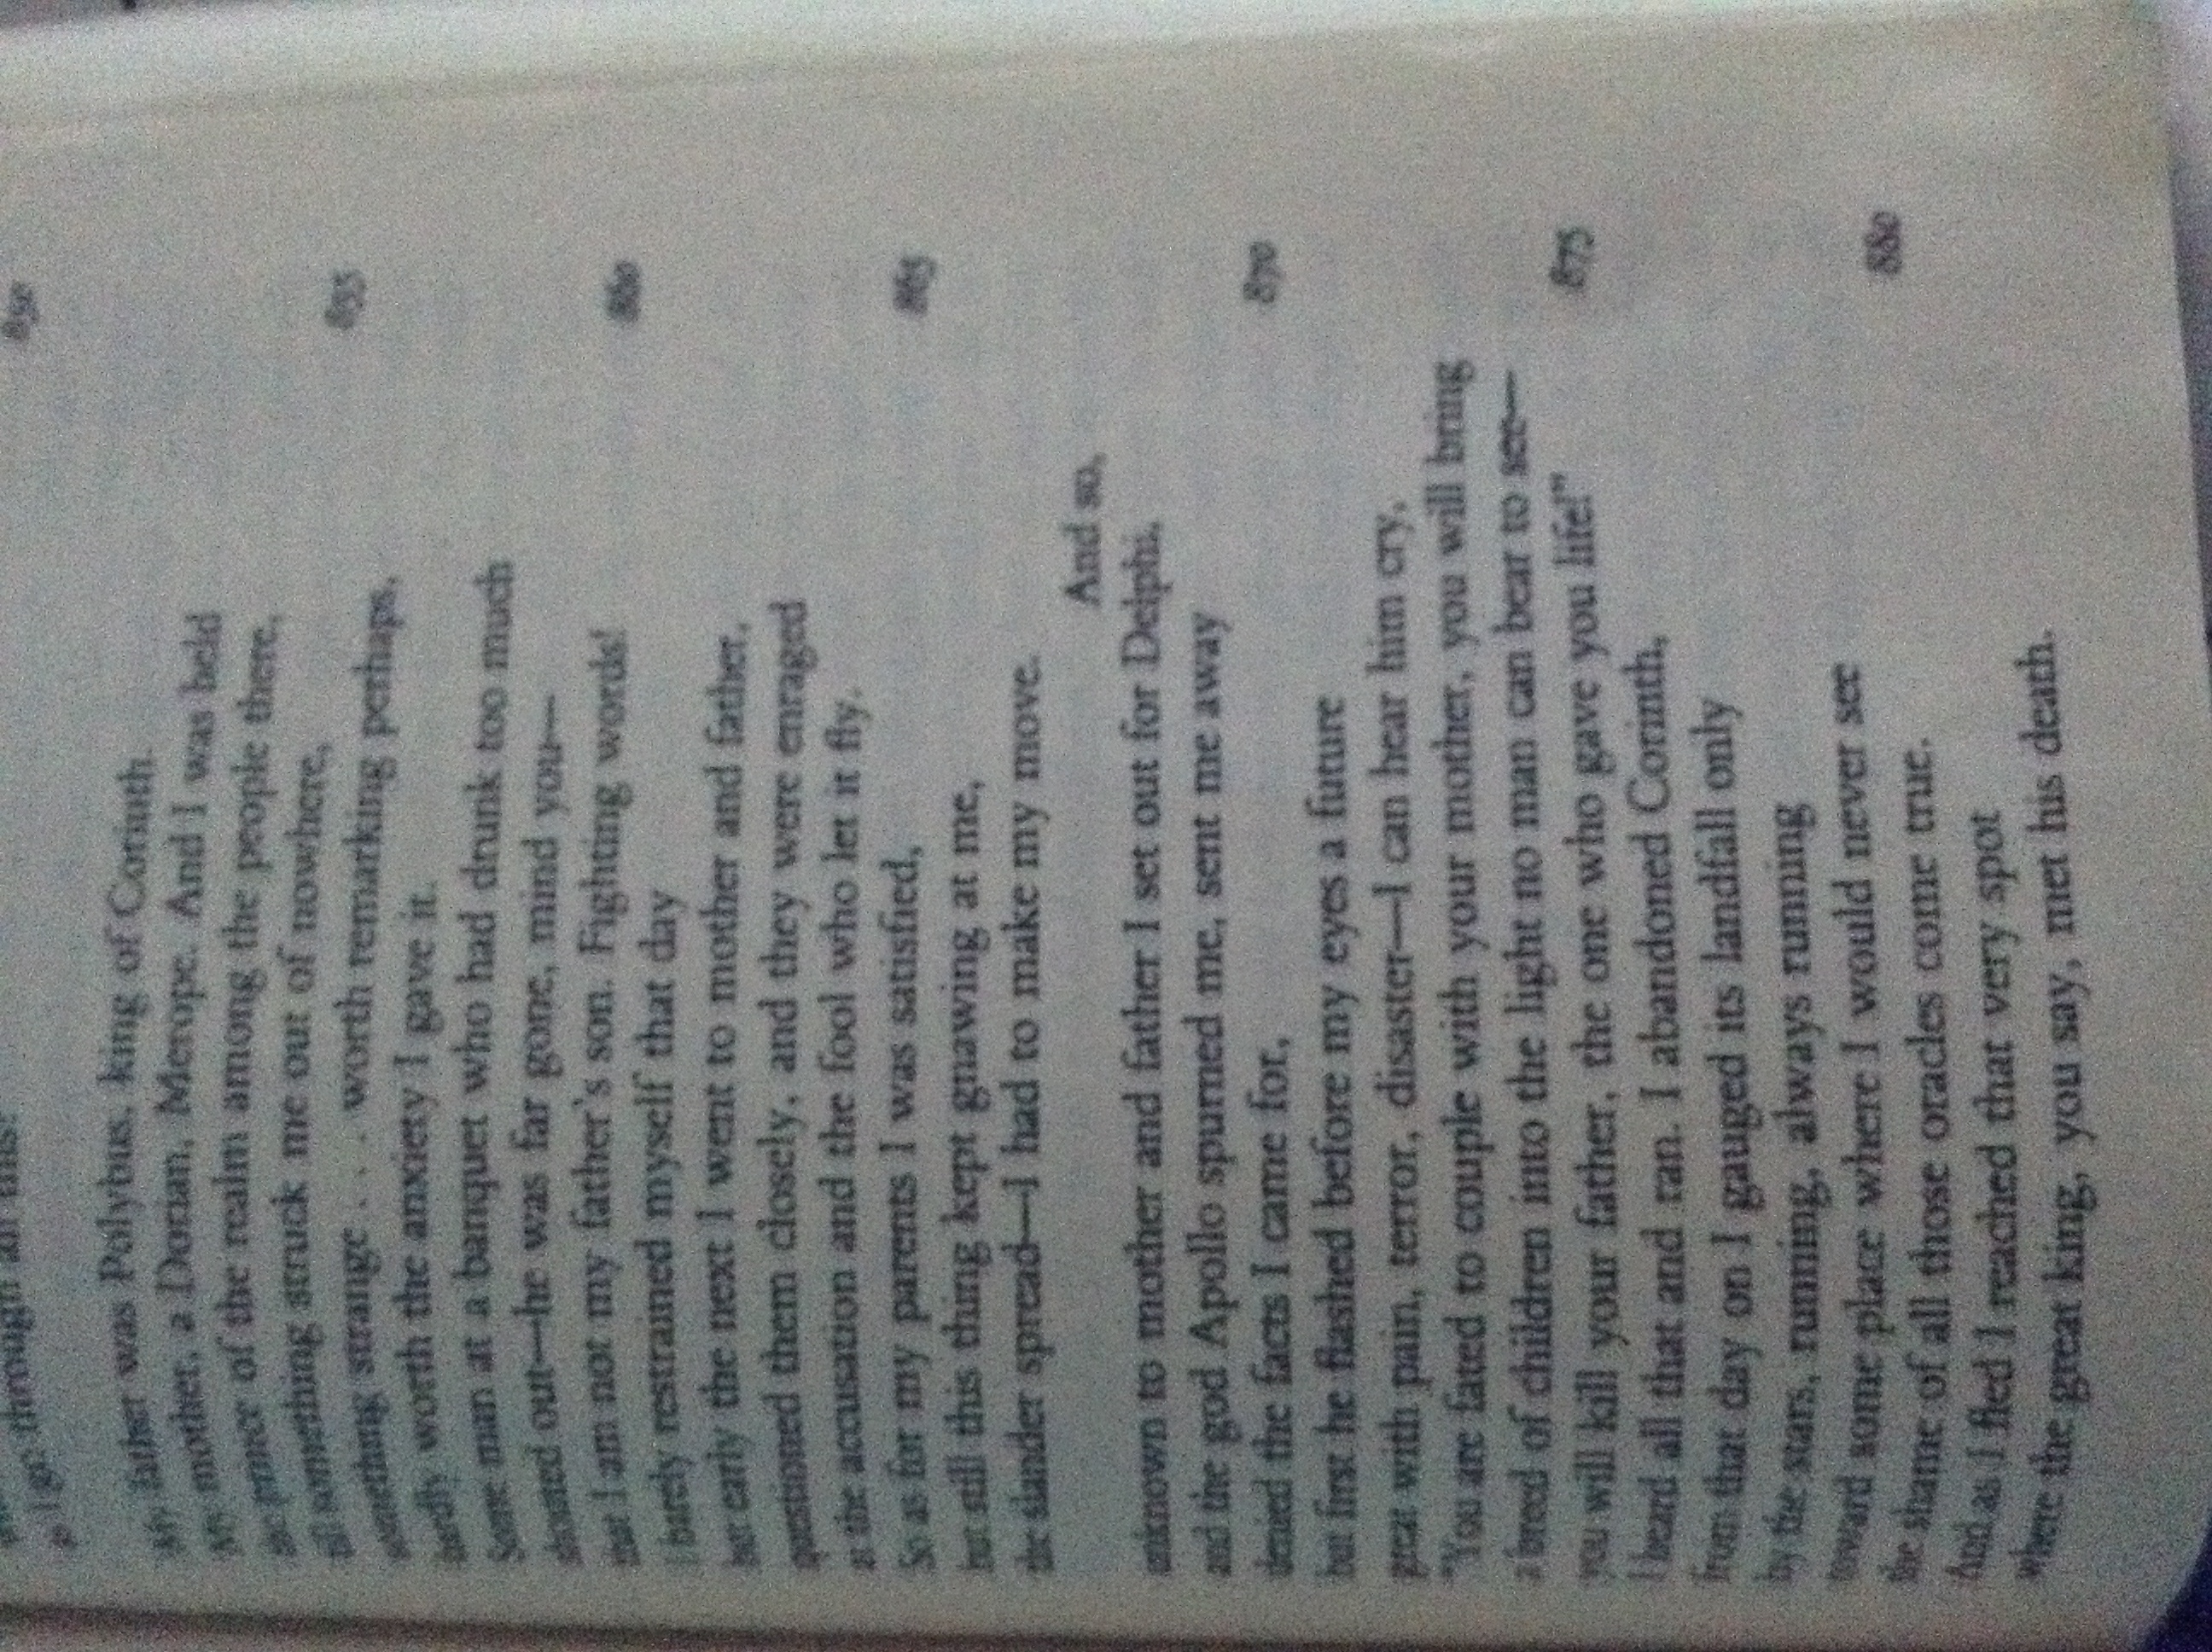 as I go through all this! 850
My father was Polybus, king of Corinth.
My mother, a Dorian, Merope. And I was held
the prince of the realm among the people there,
till something struck me out of nowhere,
something strange . . . worth remarking perhaps, 855
hardly worth the anxiety I gave it.
Some man at a banquet who had drunk too much
shouted out—he was far gone, mind you—
that I am not my father's son. Fighting words!
I barely restrained myself that day 860
but early the next I went to mother and father,
questioned them closely, and they were enraged
at the accusation and the fool who let it fly.
So as for my parents I was satisfied, 865
but still this thing kept gnawing at me,
the slander spread—I had to make my move.
And so,
unknown to mother and father I set out for Delphi,
and the god Apollo spurned me, sent me away
denied the facts I came for, 870
but first he flashed before my eyes a future
great with pain, terror, disaster—I can hear him cry,
"You are fated to couple with your mother, you will bring
a breed of children into the light no man can bear to see—
you will kill your father, the one who gave you life!" 875
I heard all that and ran. I abandoned Corinth,
from that day on I gauged its landfall only
by the stars, running, always running
toward some place where I would never see
the shame of all those oracles come true. 880
And as I fled I reached that very spot
where the great king, you say, met his death.